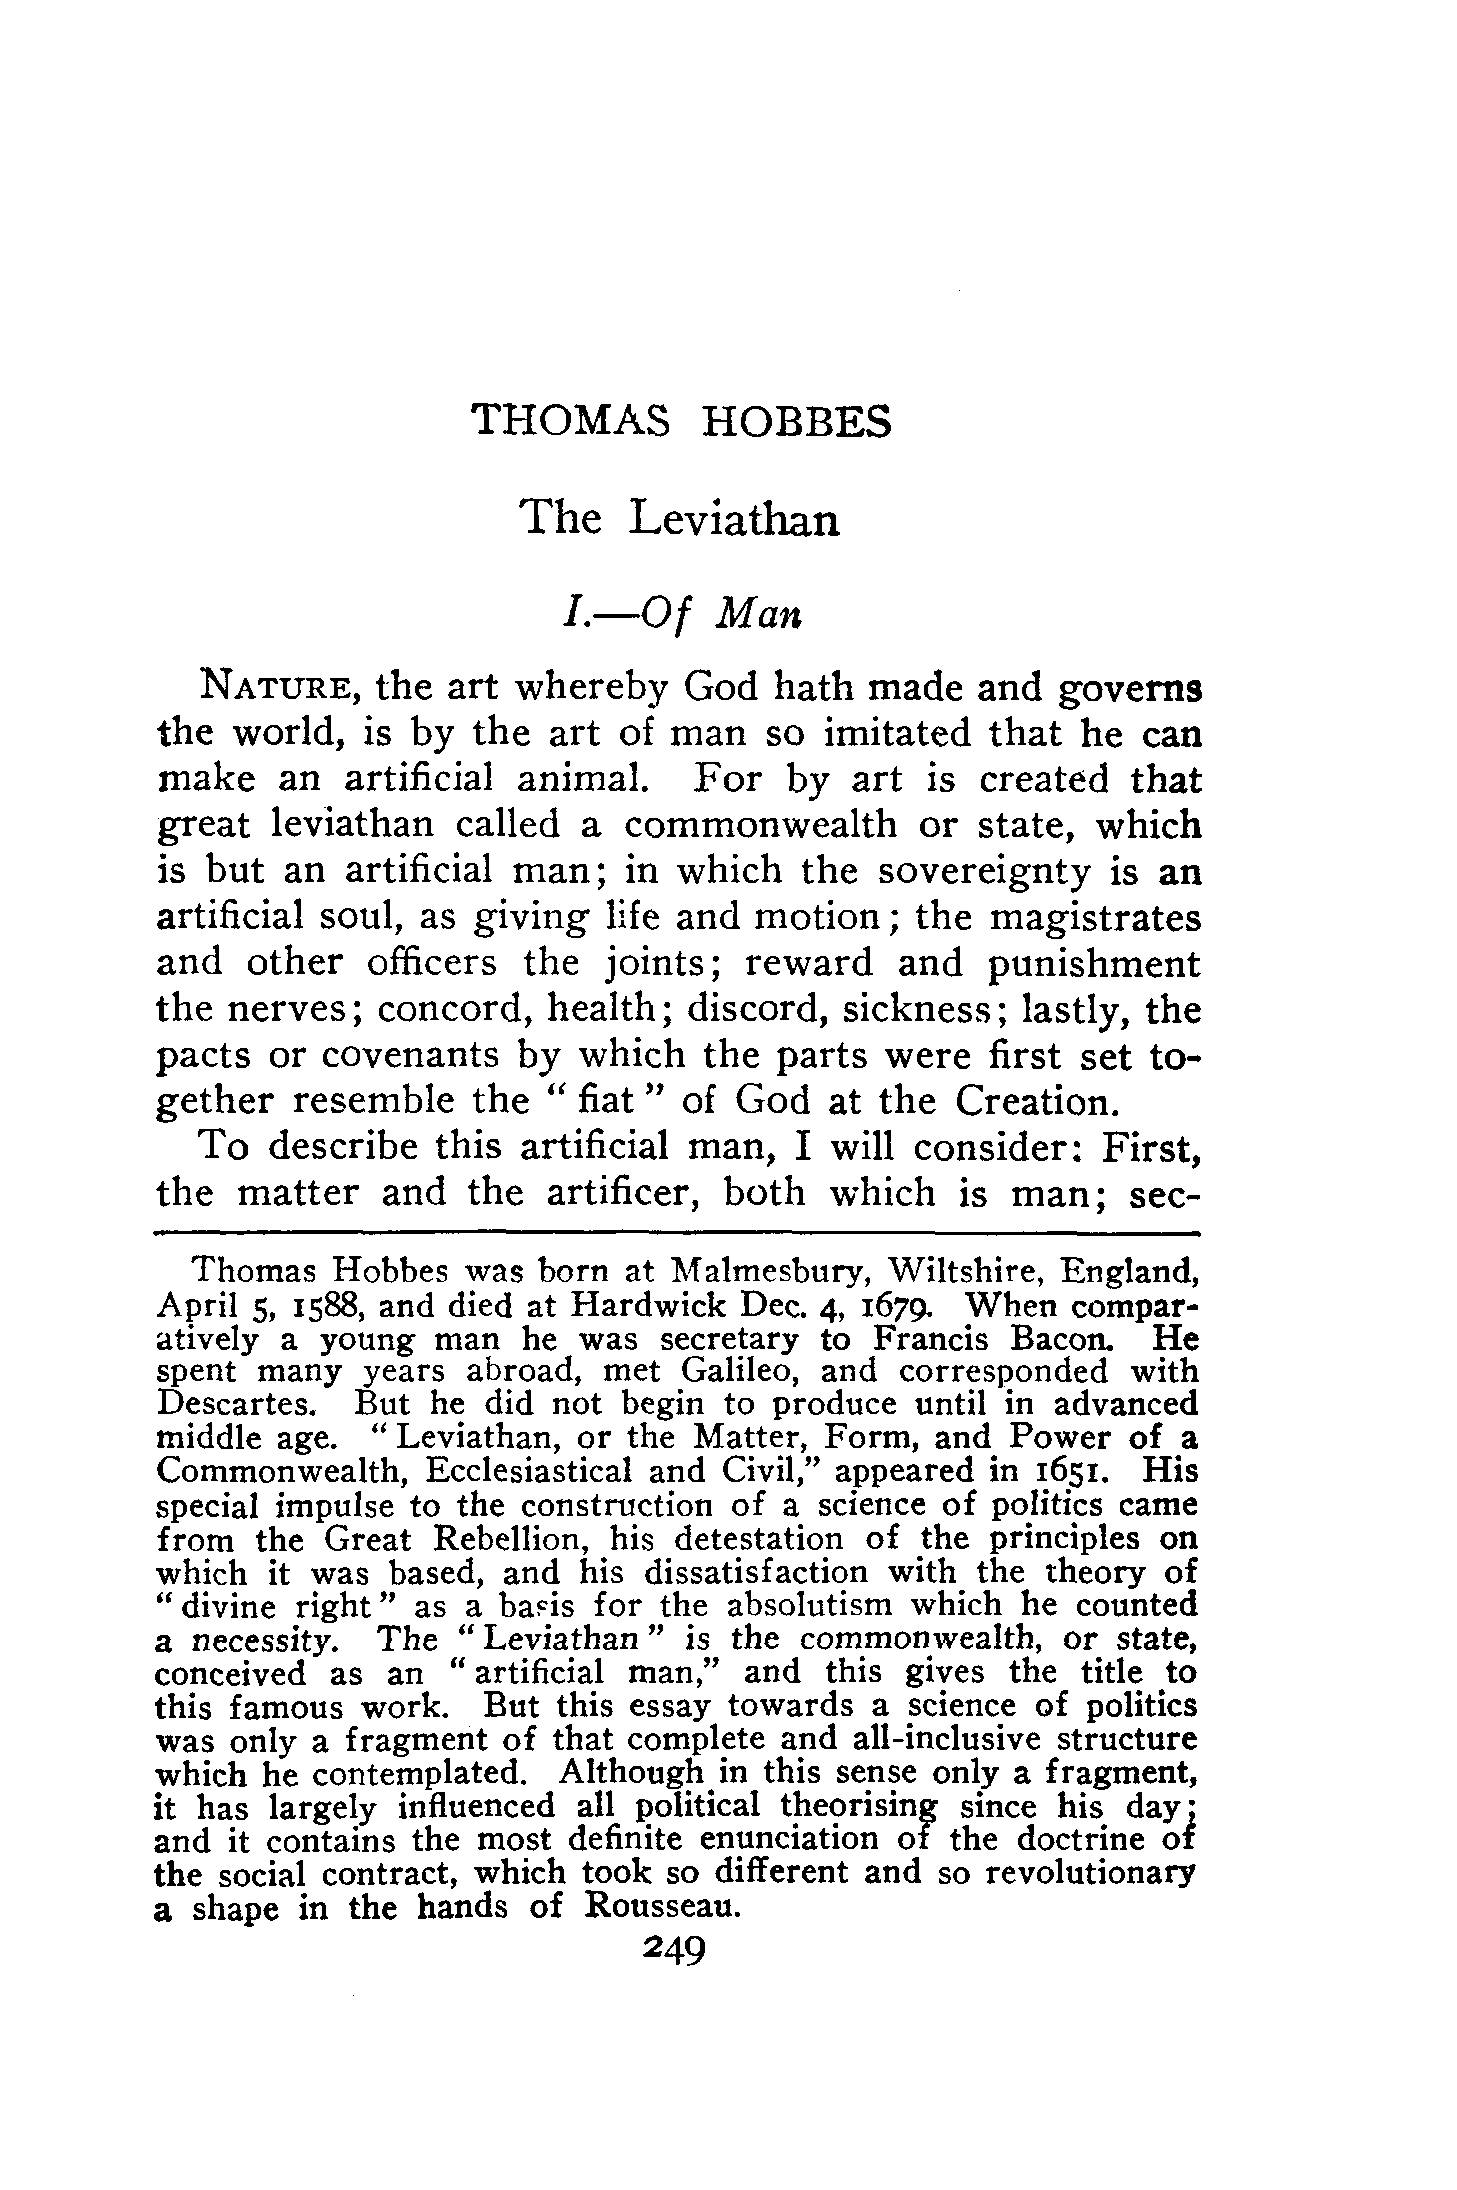 THOMAS HOBBES
The Leviathan
I.—Of Man
NATURE, the art whereby God hath made and governs
the world, is by the art of man so imitated that he can
make an artificial animal. For by art is created that
great leviathan called a commonwealth or state, which
is but an artificial man; in which the sovereignty is an
artificial soul, as giving life and motion; the magistrates
and other officers the joints; reward and punishment
the nerves; concord, health; discord, sickness; lastly, the
pacts or covenants by which the parts were first set to-
gether resemble the " fiat " of God at the Creation.
To describe this artificial man, I will consider: First,
the matter and the artificer, both which is man; sec-
Thomas Hobbes was born at Malmesbury, Wiltshire, England,
April 5, 1588, and died at Hardwick Dec. 4, 1679. When compar-
atively a young man he was secretary to Francis Bacon. He
spent many years abroad, met Galileo, and corresponded with
Descartes. But he did not begin to produce until in advanced
middle age. " Leviathan, or the Matter, Form, and Power of a
Commonwealth, Ecclesiastical and Civil," appeared in 1651. His
special impulse to the construction of a science of politics came
from the Great Rebellion, his detestation of the principles on
which it was based, and his dissatisfaction with the theory of
" divine right " as a basis for the absolutism which he counted
a necessity. The " Leviathan " is the commonwealth, or state,
conceived as an " artificial man," and this gives the title to
this famous work. But this essay towards a science of politics
was only a fragment of that complete and all-inclusive structure
which he contemplated. Although in this sense only a fragment,
it has largely influenced all political theorising since his day;
and it contains the most definite enunciation of the doctrine of
the social contract, which took so different and so revolutionary
a shape in the hands of Rousseau.
249